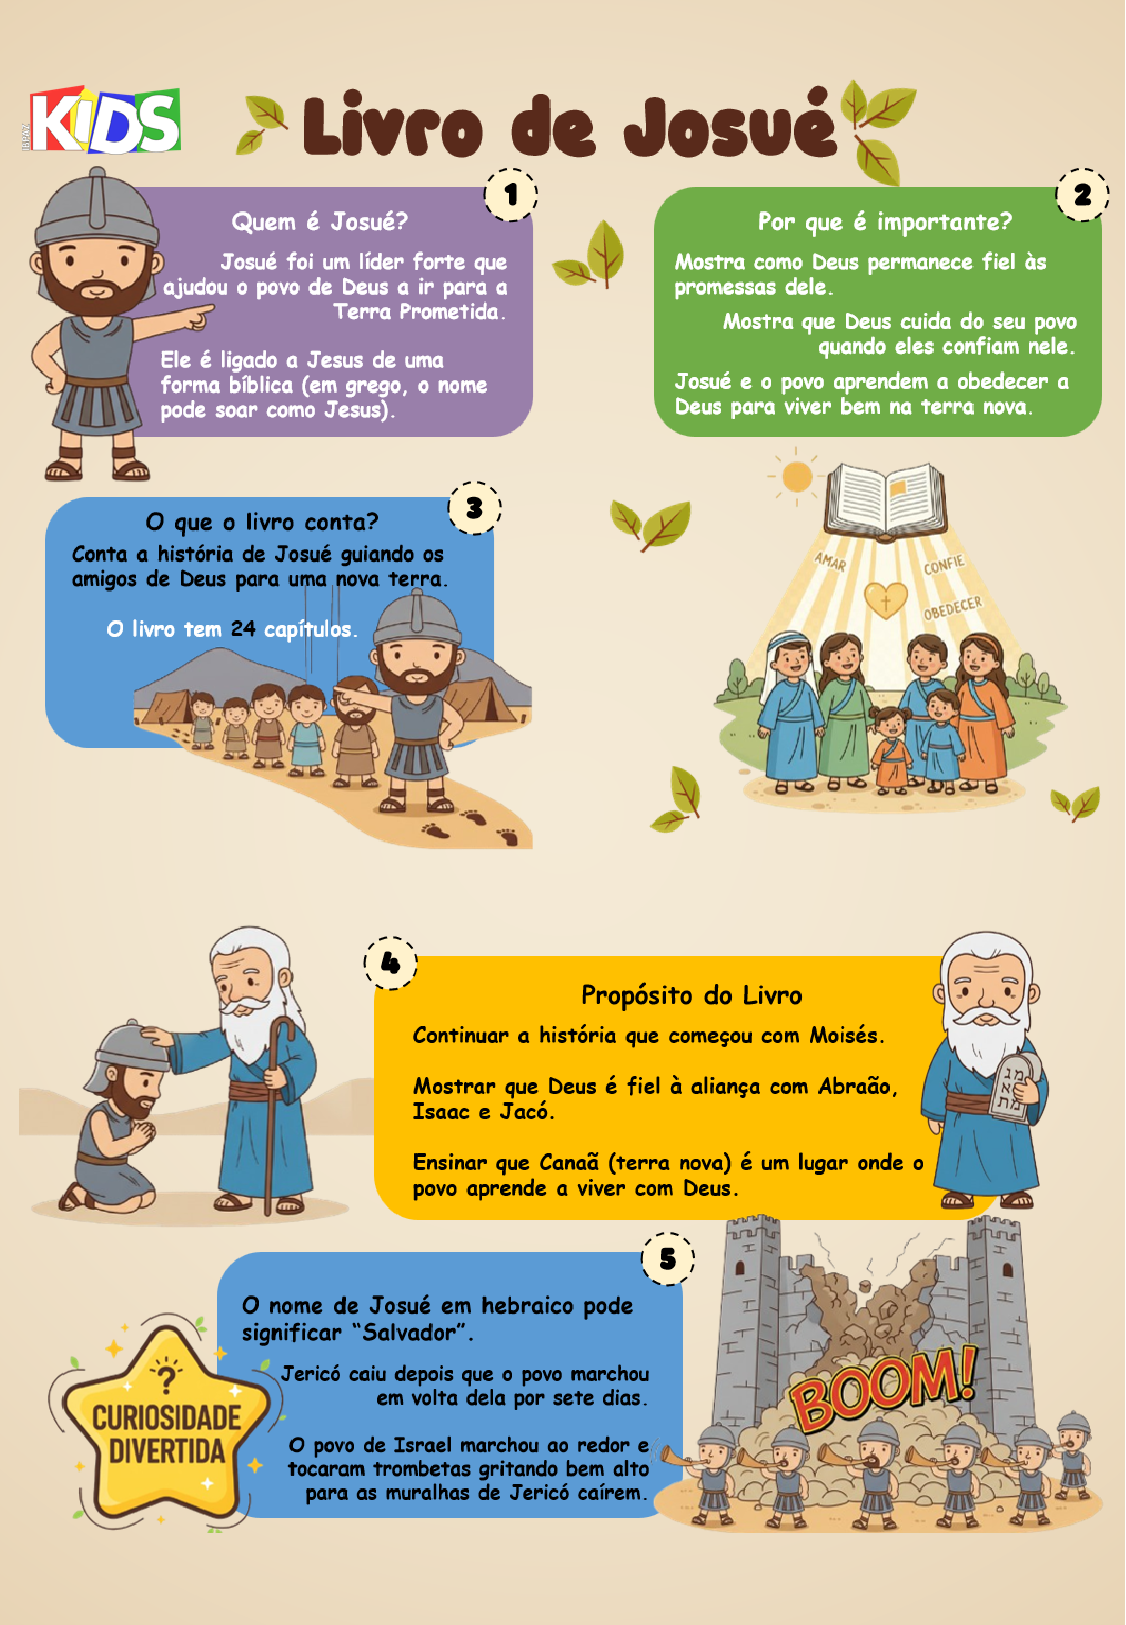 KIDS
Livro de Josué
1
Quem é Josué?
Josué foi um líder forte que
ajudou o povo de Deus a ir para a
Terra Prometida.
Ele é ligado a Jesus de uma
forma bíblica (em grego, o nome
pode soar como Jesus).
2
Por que é importante?
Mostra como Deus permanece fiel às
promessas dele.
Mostra que Deus cuida do seu povo
quando eles confiam nele.
Josué e o povo aprendem a obedecer a
Deus para viver bem na terra nova.
AMAR
CONFIE
OBEDECER
3
O que o livro conta?
Conta a história de Josué guiando os
amigos de Deus para uma nova terra.
O livro tem 24 capítulos.
4
Propósito do Livro
Continuar a história que começou com Moisés.
Mostrar que Deus é fiel à aliança com Abraão,
Isaac e Jacó.
Ensinar que Canaã (terra nova) é um lugar onde o
povo aprende a viver com Deus.
5
O nome de Josué em hebraico pode
significar “Salvador”.
Jericó caiu depois que o povo marchou
em volta dela por sete dias.
O povo de Israel marchou ao redor e
tocaram trombetas gritando bem alto
para as muralhas de Jericó caírem.
?
CURIOSIDADE
DIVERTIDA
BOOM!